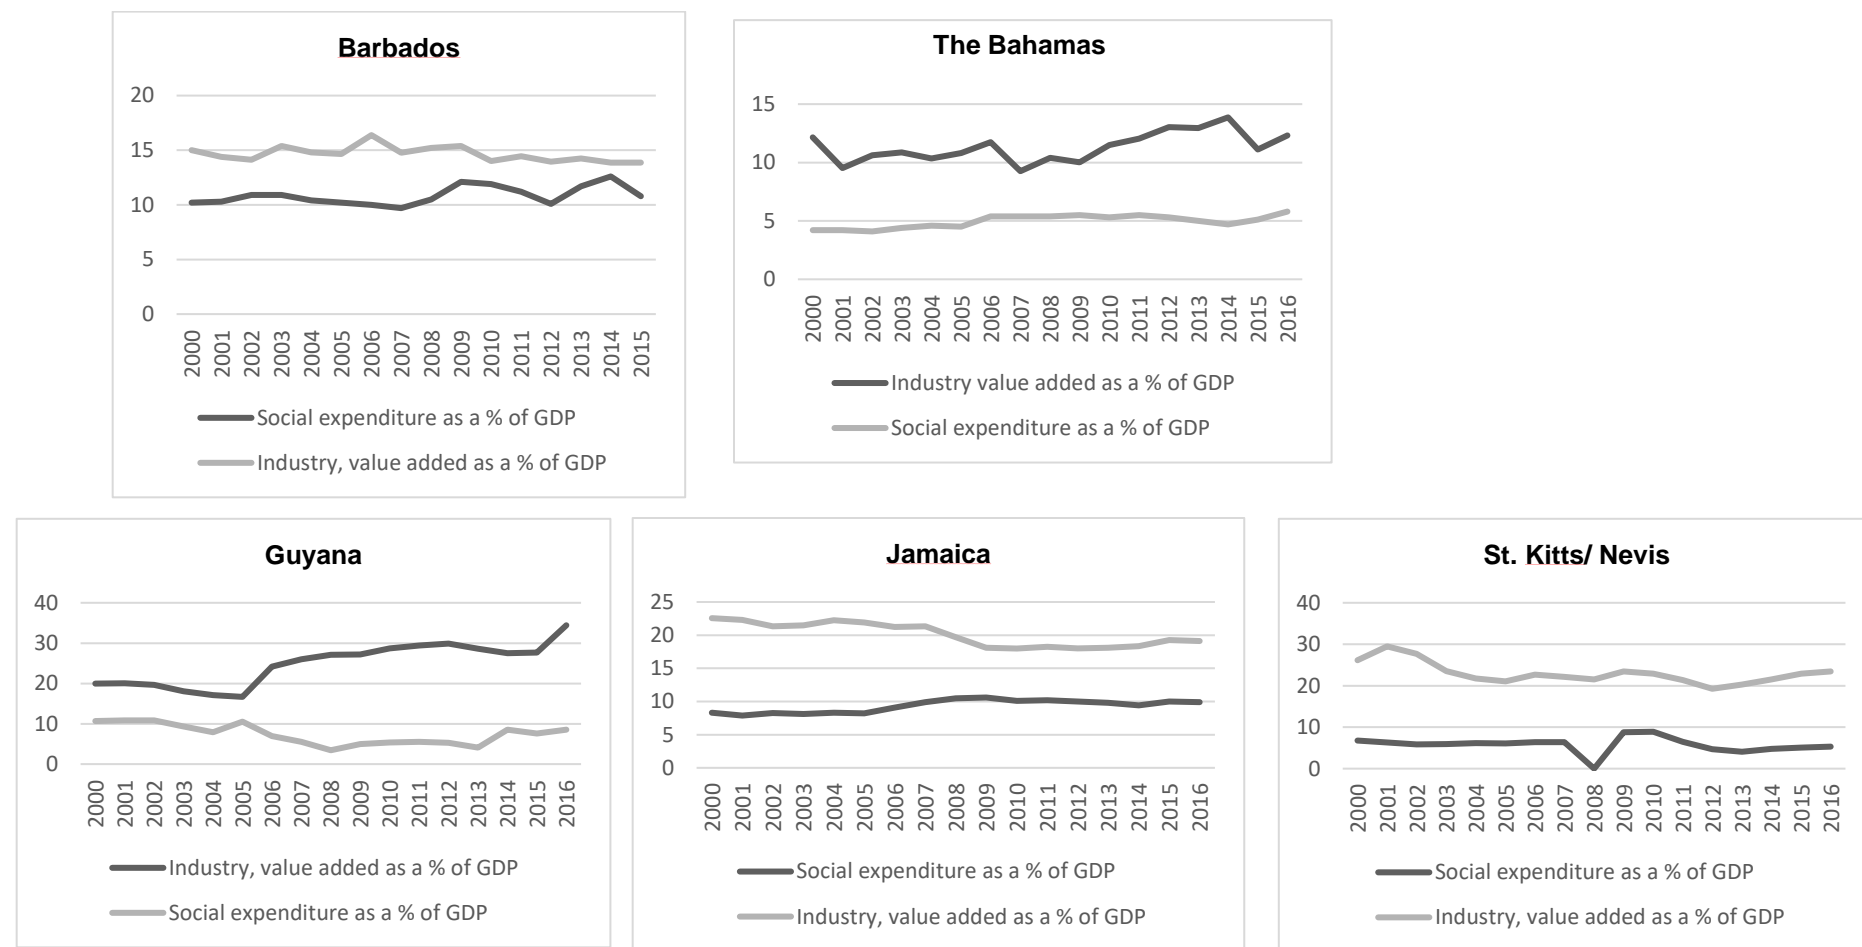 Barbados
20
15
10
5
0
2000 2001 2002 2003 2004 2005 2006 2007 2008 2009 2010 2011 2012 2013 2014 2015
Social expenditure as a % of GDP
Industry, value added as a % of GDP
The Bahamas
15
10
5
0
2000 2001 2002 2003 2004 2005 2006 2007 2008 2009 2010 2011 2012 2013 2014 2015 2016
Industry value added as a % of GDP
Social expenditure as a % of GDP
Guyana
40
30
20
10
0
2000 2001 2002 2003 2004 2005 2006 2007 2008 2009 2010 2011 2012 2013 2014 2015 2016
Industry, value added as a % of GDP
Social expenditure as a % of GDP
Jamaica
25
20
15
10
5
0
2000 2001 2002 2003 2004 2005 2006 2007 2008 2009 2010 2011 2012 2013 2014 2015 2016
Social expenditure as a % of GDP
Industry, value added as a % of GDP
St. Kitts/ Nevis
40
30
20
10
0
2000 2001 2002 2003 2004 2005 2006 2007 2008 2009 2010 2011 2012 2013 2014 2015 2016
Social expenditure as a % of GDP
Industry, value added as a % of GDP